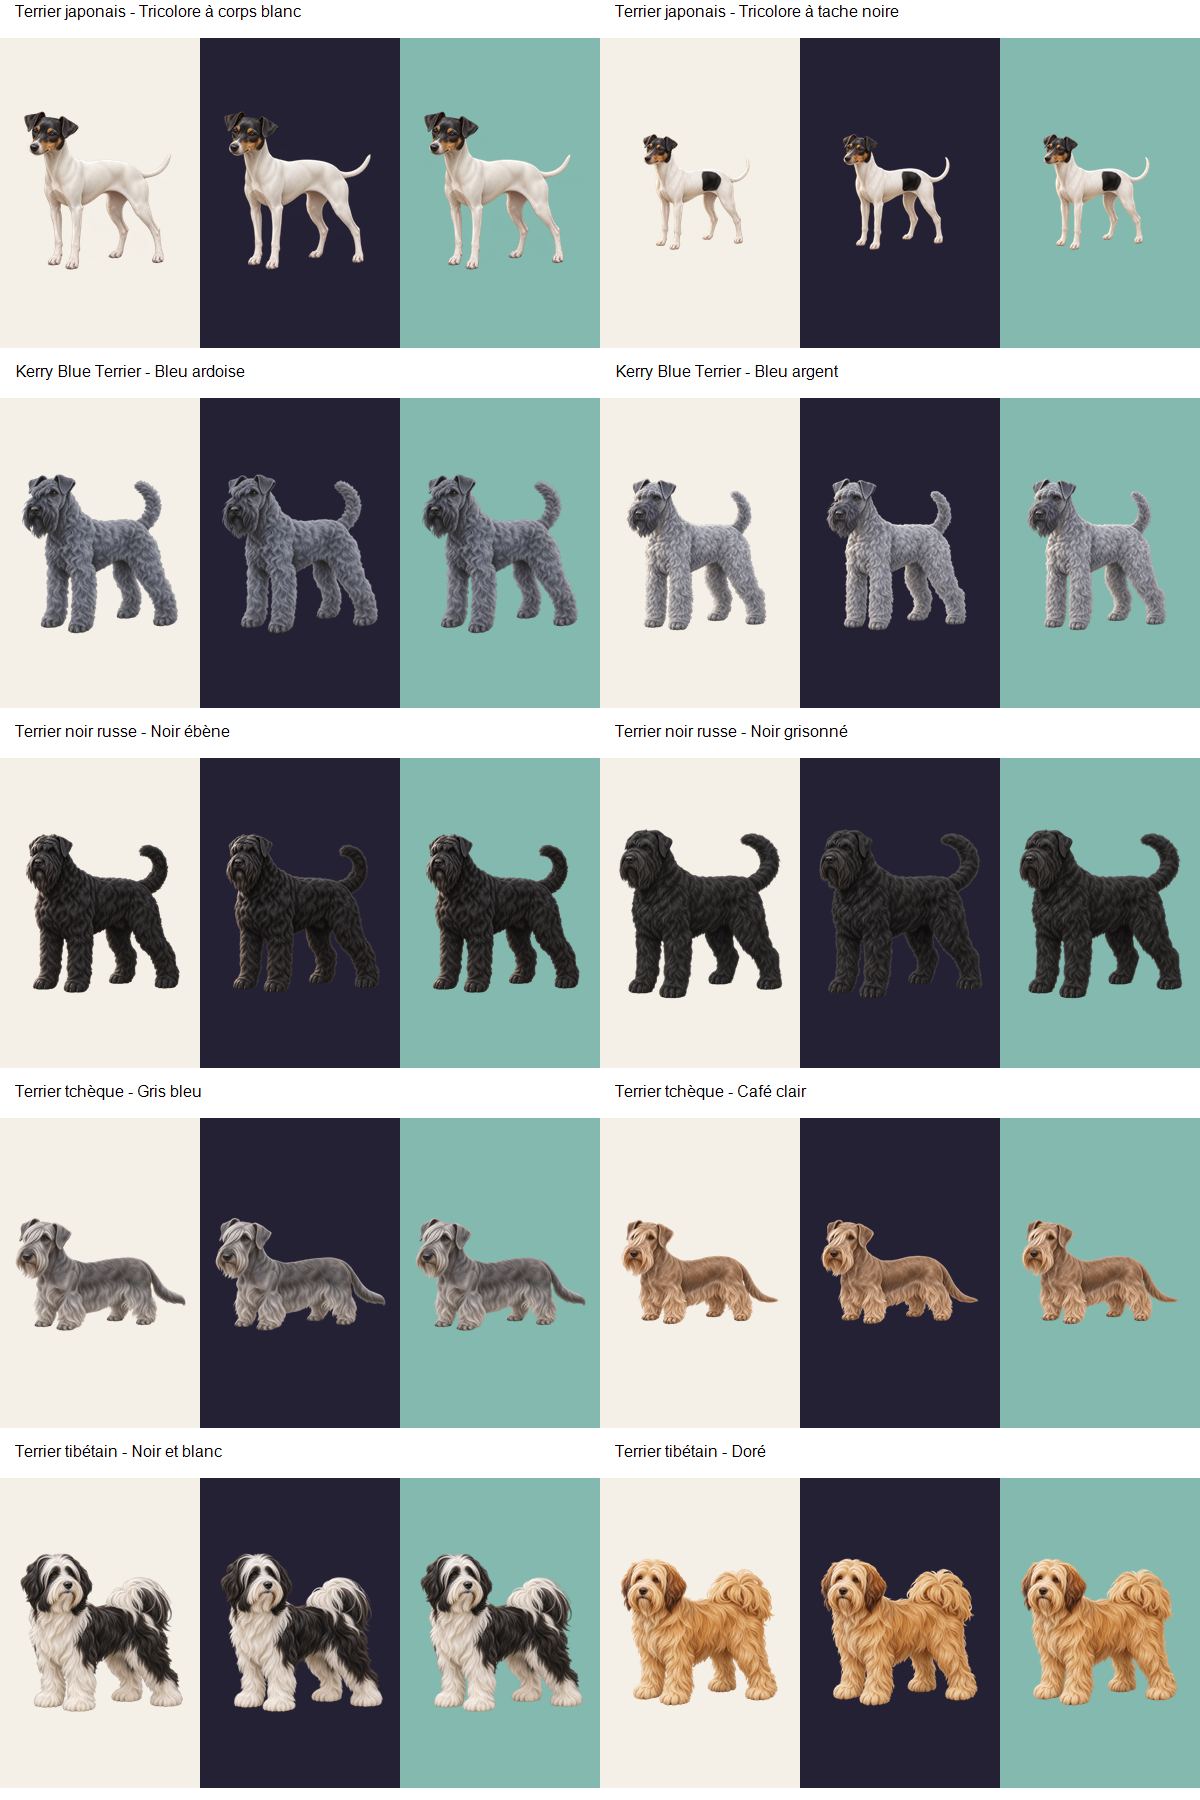 Terrier japonais - Tricolore à corps blanc
Terrier japonais - Tricolore à tache noire
Kerry Blue Terrier - Bleu ardoise
Kerry Blue Terrier - Bleu argent
Terrier noir russe - Noir ébène
Terrier noir russe - Noir grisonné
Terrier tchèque - Gris bleu
Terrier tchèque - Café clair
Terrier tibétain - Noir et blanc
Terrier tibétain - Doré